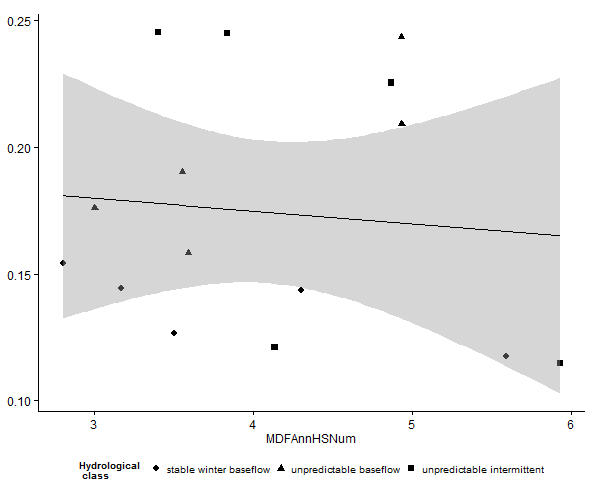 0.25
0.20
0.15
0.10
3 4 5 6
MDFAnnHSNum
Hydrological
class
stable winter baseflow unpredictable baseflow unpredictable intermittent